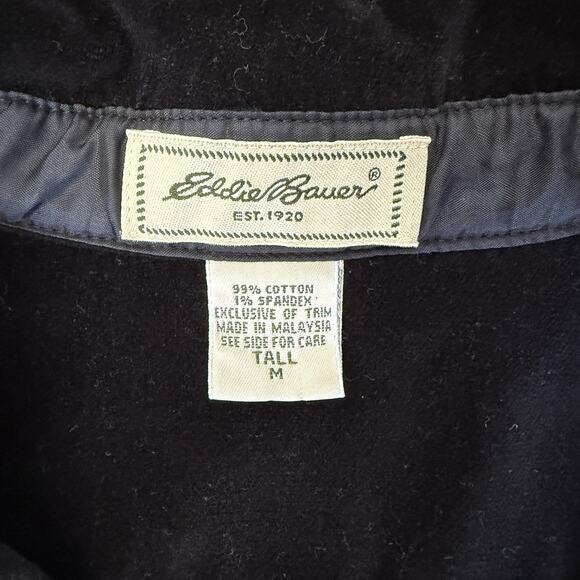 Eddie Bauer®
EST. 1920
99% COTTON
1% SPANDEX
EXCLUSIVE OF TRIM
MADE IN MALAYSIA
SEE SIDE FOR CARE
TALL
M